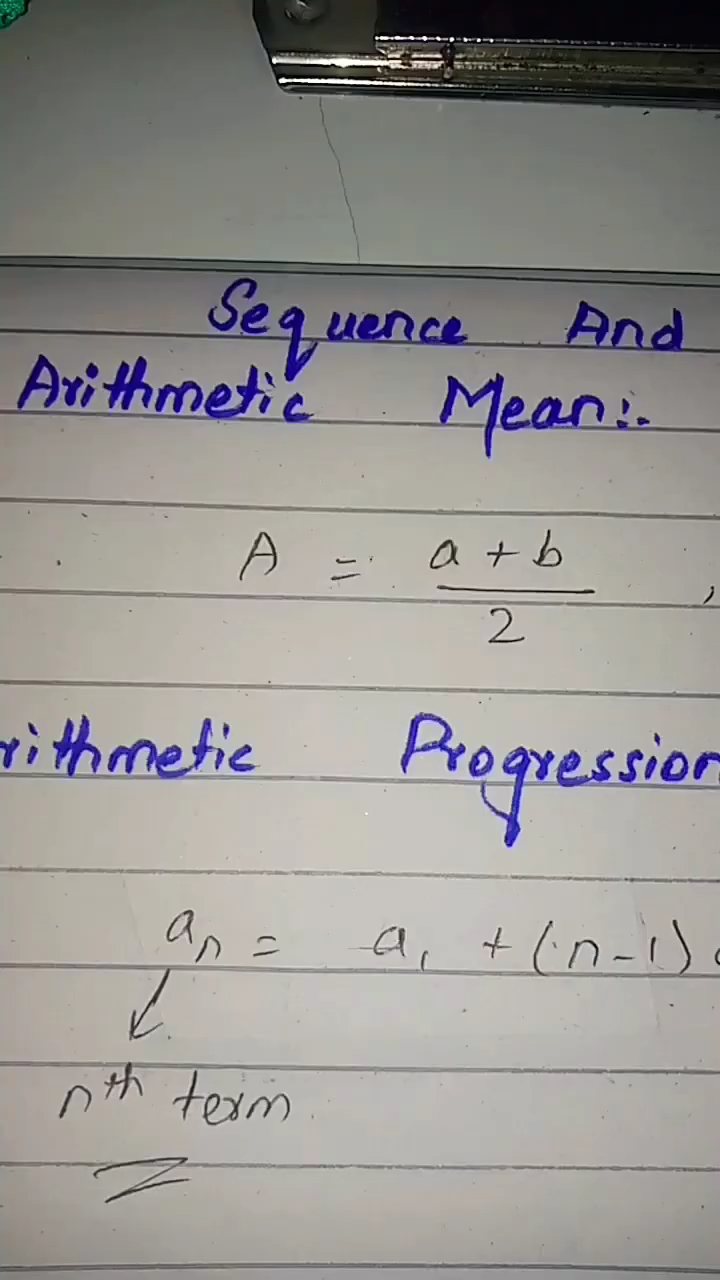 Sequence And
Arithmetic Mean:-
A = a + b / 2 ,
rithmetic Progression
an = a1 + (n-1)
nth term